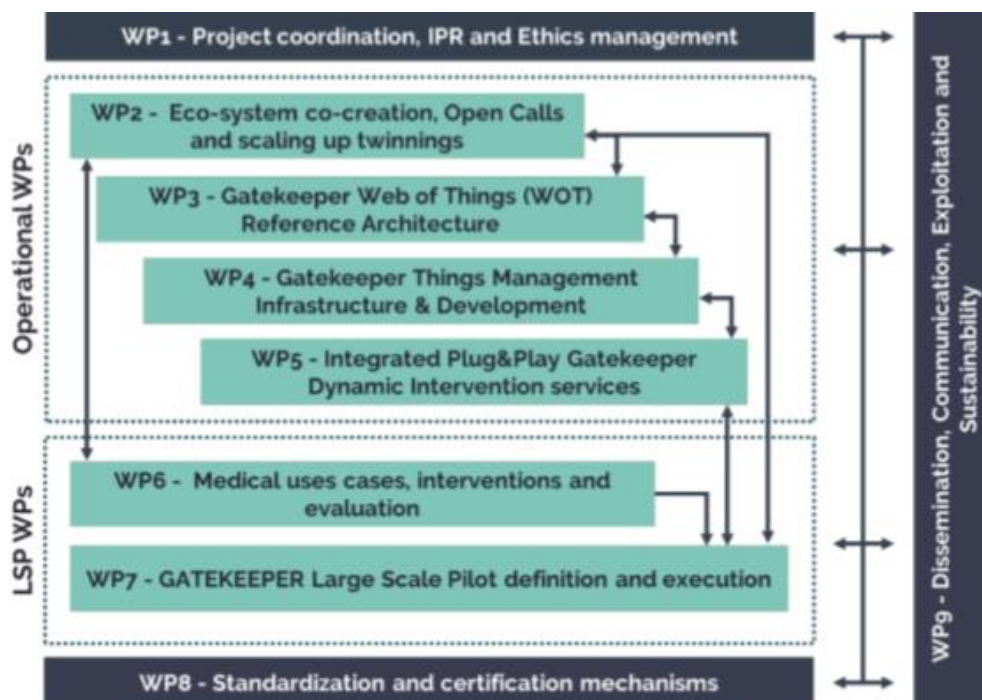 WP1 - Project coordination, IPR and Ethics management
Operational WPs
WP2 - Eco-system co-creation, Open Calls
and scaling up twinnings
WP3 - Gatekeeper Web of Things (WOT)
Reference Architecture
WP4 - Gatekeeper Things Management
Infrastructure & Development
WP5 - Integrated Plug&Play Gatekeeper
Dynamic Intervention services
LSP WPs
WP6 - Medical uses cases, interventions and
evaluation
WP7 - GATEKEEPER Large Scale Pilot definition and execution
WP8 - Standardization and certification mechanisms
WP9 - Dissemination, Communication, Exploitation and
Sustainability